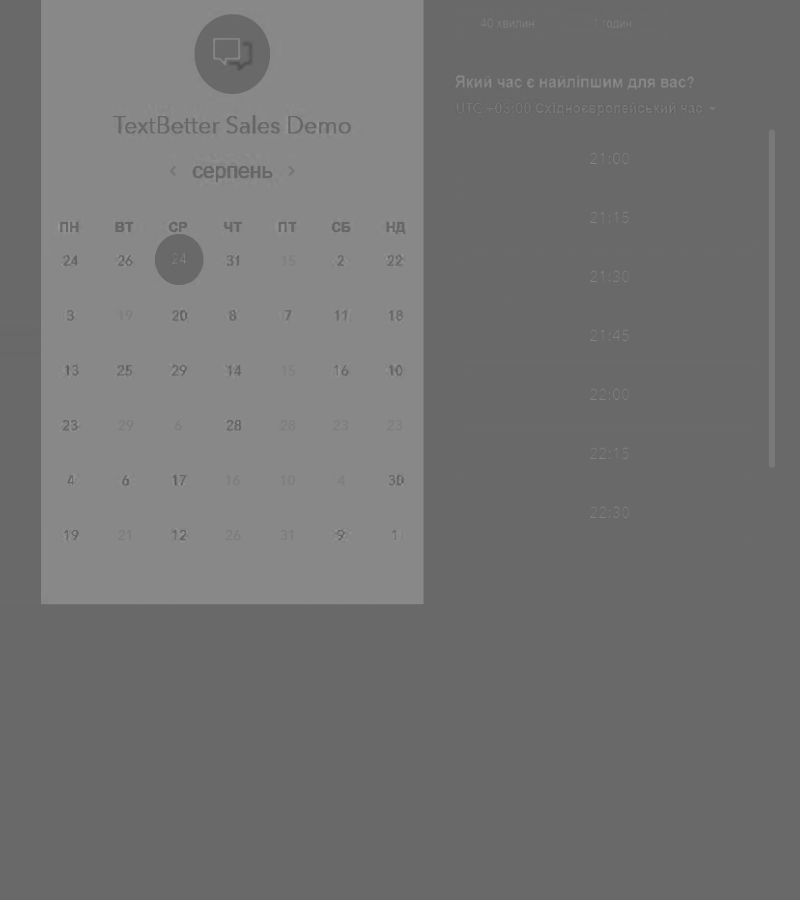 TextBetter Sales Demo
серпень
ПН ВТ СР ЧТ ПТ СБ НД
24 26 24 31 15 2 22
3 19 20 8 7 11 18
13 25 29 14 15 16 10
23 29 6 28 28 23 23
4 6 17 16 10 4 30
19 21 12 26 31 9 1
40 хвилин 1 годин
Який час є найліпшим для вас?
UTC +03:00 Східноєвропейський час
21:00
21:15
21:30
21:45
22:00
22:15
22:30